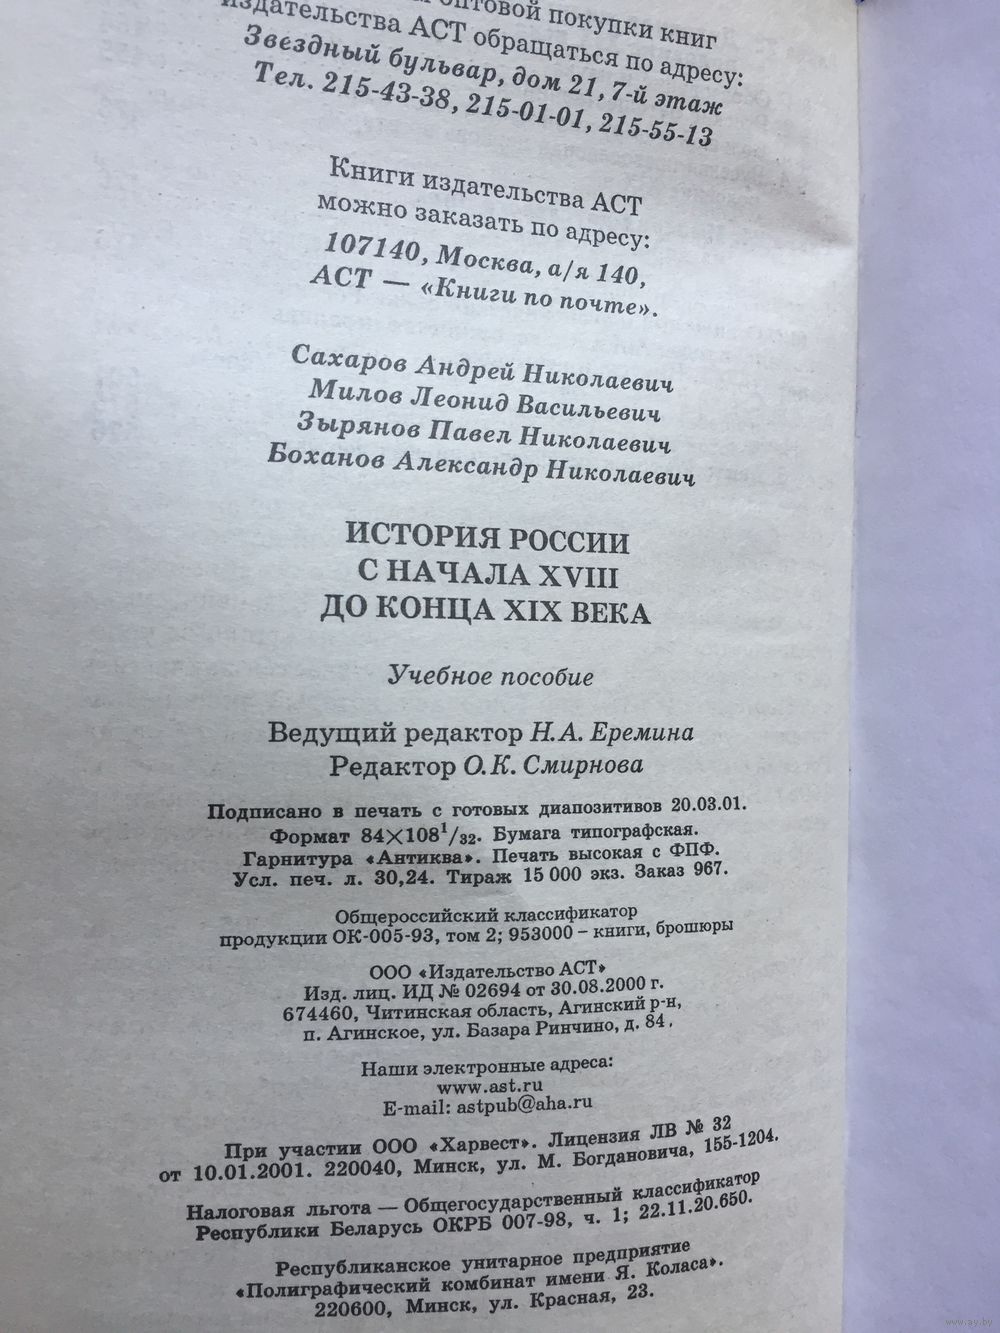 оптовой покупки книг
издательства АСТ обращаться по адресу:
Звездный бульвар, дом 21, 7-й этаж
Тел. 215-43-38, 215-01-01, 215-55-13
Книги издательства АСТ
можно заказать по адресу:
107140, Москва, а/я 140,
АСТ — «Книги по почте».
Сахаров Андрей Николаевич
Милов Леонид Васильевич
Зырянов Павел Николаевич
Боханов Александр Николаевич
ИСТОРИЯ РОССИИ
С НАЧАЛА XVIII
ДО КОНЦА XIX ВЕКА
Учебное пособие
Ведущий редактор Н.А. Еремина
Редактор О.К. Смирнова
Подписано в печать с готовых диапозитивов 20.03.01.
Формат 84×108¹/₃₂. Бумага типографская.
Гарнитура «Антиква». Печать высокая с ФПФ.
Усл. печ. л. 30,24. Тираж 15 000 экз. Заказ 967.
Общероссийский классификатор
продукции ОК-005-93, том 2; 953000 – книги, брошюры
ООО «Издательство АСТ»
Изд. лиц. ИД № 02694 от 30.08.2000 г.
674460, Читинская область, Агинский р-н,
п. Агинское, ул. Базара Ринчино, д. 84.
Наши электронные адреса:
www.ast.ru
E-mail: astpub@aha.ru
При участии ООО «Харвест». Лицензия ЛВ № 32
от 10.01.2001. 220040, Минск, ул. М. Богдановича, 155-1204.
Налоговая льгота — Общегосударственный классификатор
Республики Беларусь ОКРБ 007-98, ч. 1; 22.11.20.650.
Республиканское унитарное предприятие
«Полиграфический комбинат имени Я. Коласа».
220600, Минск, ул. Красная, 23.
www.ay.by